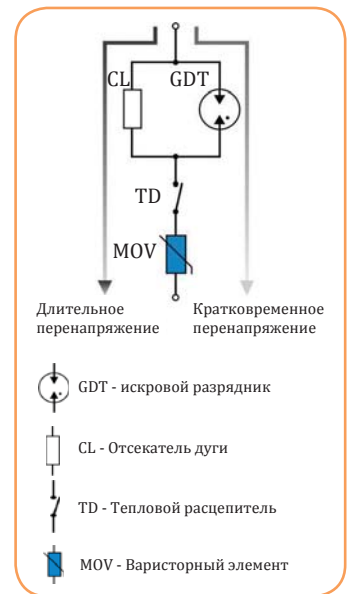 CL GDT
TD
MOV
Длительное
перенапряжение
Кратковременное
перенапряжение
GDT - искровой разрядник
CL - Отсекатель дуги
TD - Тепловой расцепитель
MOV - Варисторный элемент